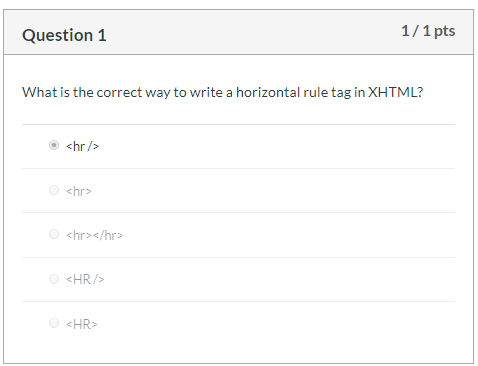 Question 1
1 / 1 pts
What is the correct way to write a horizontal rule tag in XHTML?
<hr />
<hr>
<hr></hr>
<HR />
<HR>